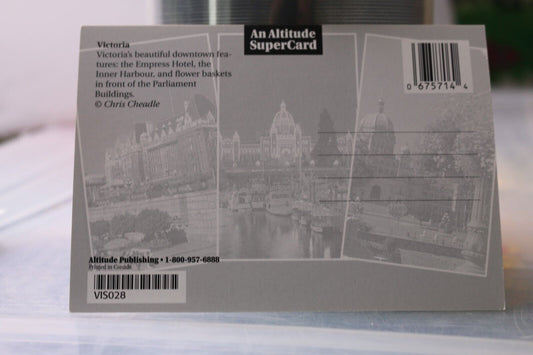 An Altitude
SuperCard
Victoria
Victoria's beautiful downtown fea-
tures: the Empress Hotel, the
Inner Harbour, and flower baskets
in front of the Parliament
Buildings.
© Chris Cheadle
0 675714 4
Altitude Publishing • 1-800-957-6888
Printed in Canada
VIS028